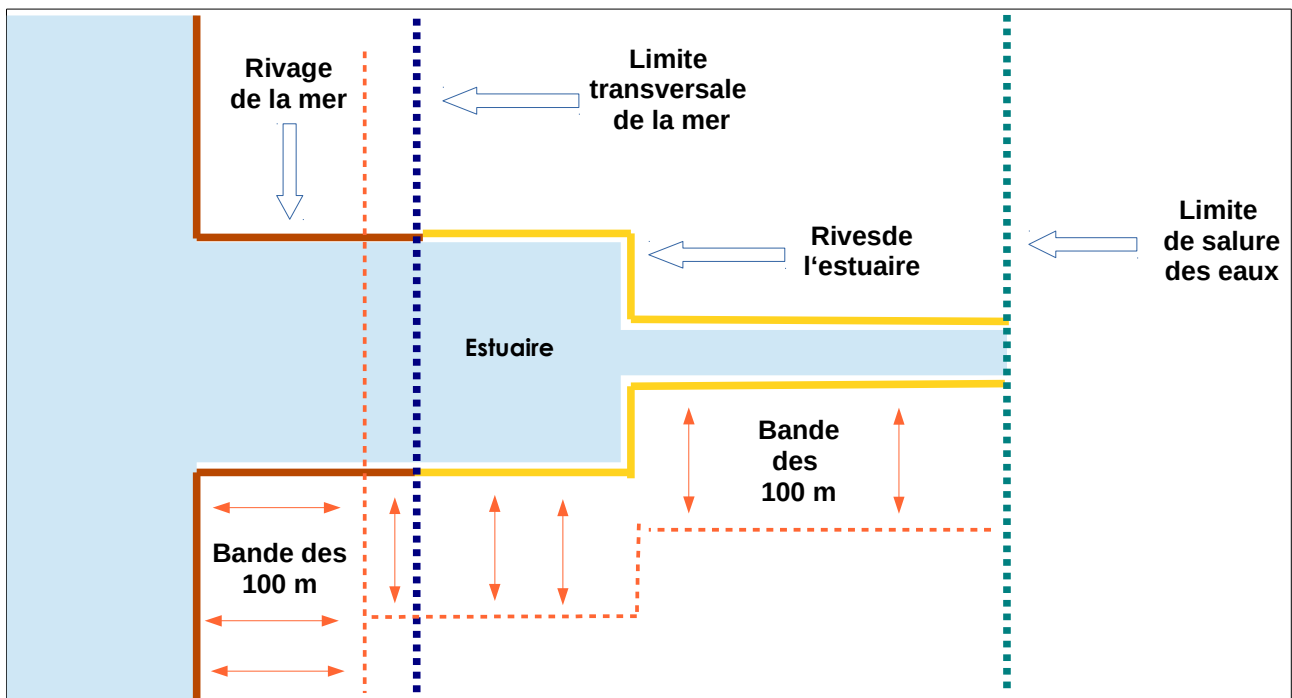 Rivage
de la mer
Limite
transversale
de la mer
Limite
de salure
des eaux
Rivesde
l‘estuaire
Estuaire
Bande
des
100 m
Bande des
100 m